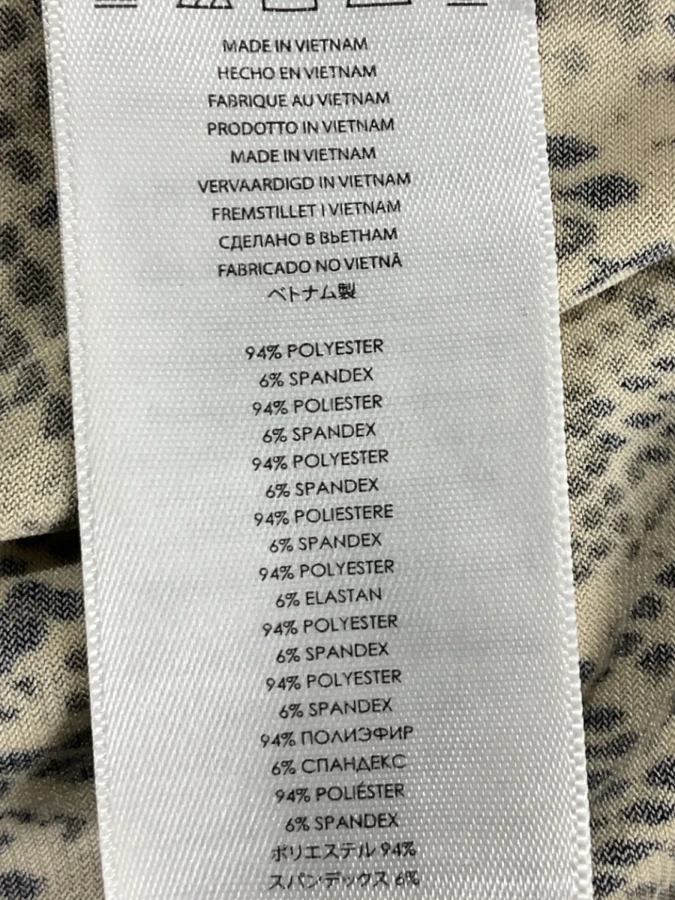 MADE IN VIETNAM
HECHO EN VIETNAM
FABRIQUE AU VIETNAM
PRODOTTO IN VIETNAM
MADE IN VIETNAM
VERVAARDIGD IN VIETNAM
FREMSTILLET I VIETNAM
СДЕЛАНО В ВЬЕТНАМ
FABRICADO NO VIETNÃ
ベトナム製
94% POLYESTER
6% SPANDEX
94% POLIESTER
6% SPANDEX
94% POLYESTER
6% SPANDEX
94% POLIESTERE
6% SPANDEX
94% POLYESTER
6% ELASTAN
94% POLYESTER
6% SPANDEX
94% POLYESTER
6% SPANDEX
94% ПОЛИЭФИР
6% СПАНДЕКС
94% POLIÉSTER
6% SPANDEX
ポリエステル 94%
スパンデックス 6%